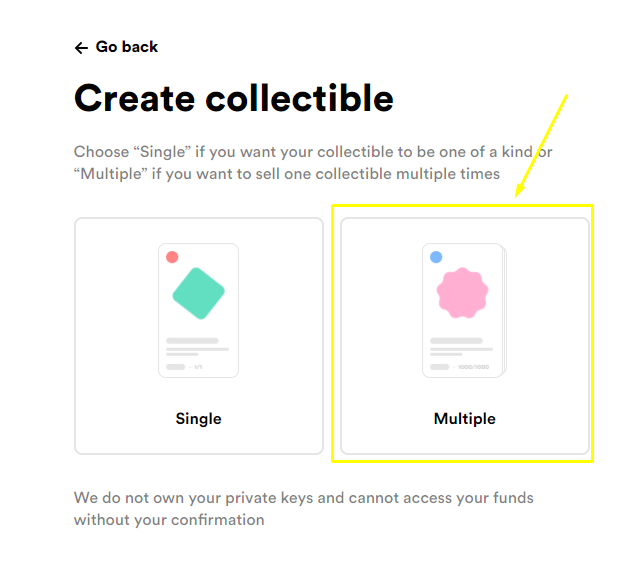 Go back
Create collectible
Choose “Single” if you want your collectible to be one of a kind or
“Multiple” if you want to sell one collectible multiple times
1/1
1000/1000
Single
Multiple
We do not own your private keys and cannot access your funds
without your confirmation